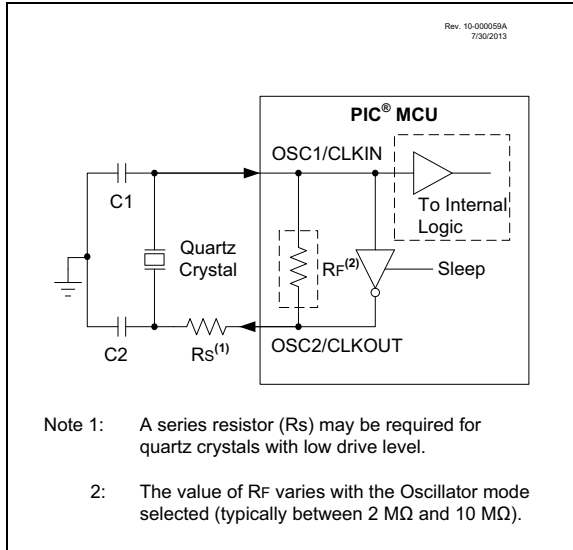 Rev. 10-000059A
7/30/2013
PIC® MCU
OSC1/CLKIN
C1
To Internal
Logic
Quartz
Crystal
RF(2)
Sleep
C2
RS(1)
OSC2/CLKOUT
Note 1: A series resistor (Rs) may be required for
quartz crystals with low drive level.
2: The value of RF varies with the Oscillator mode
selected (typically between 2 MΩ and 10 MΩ).